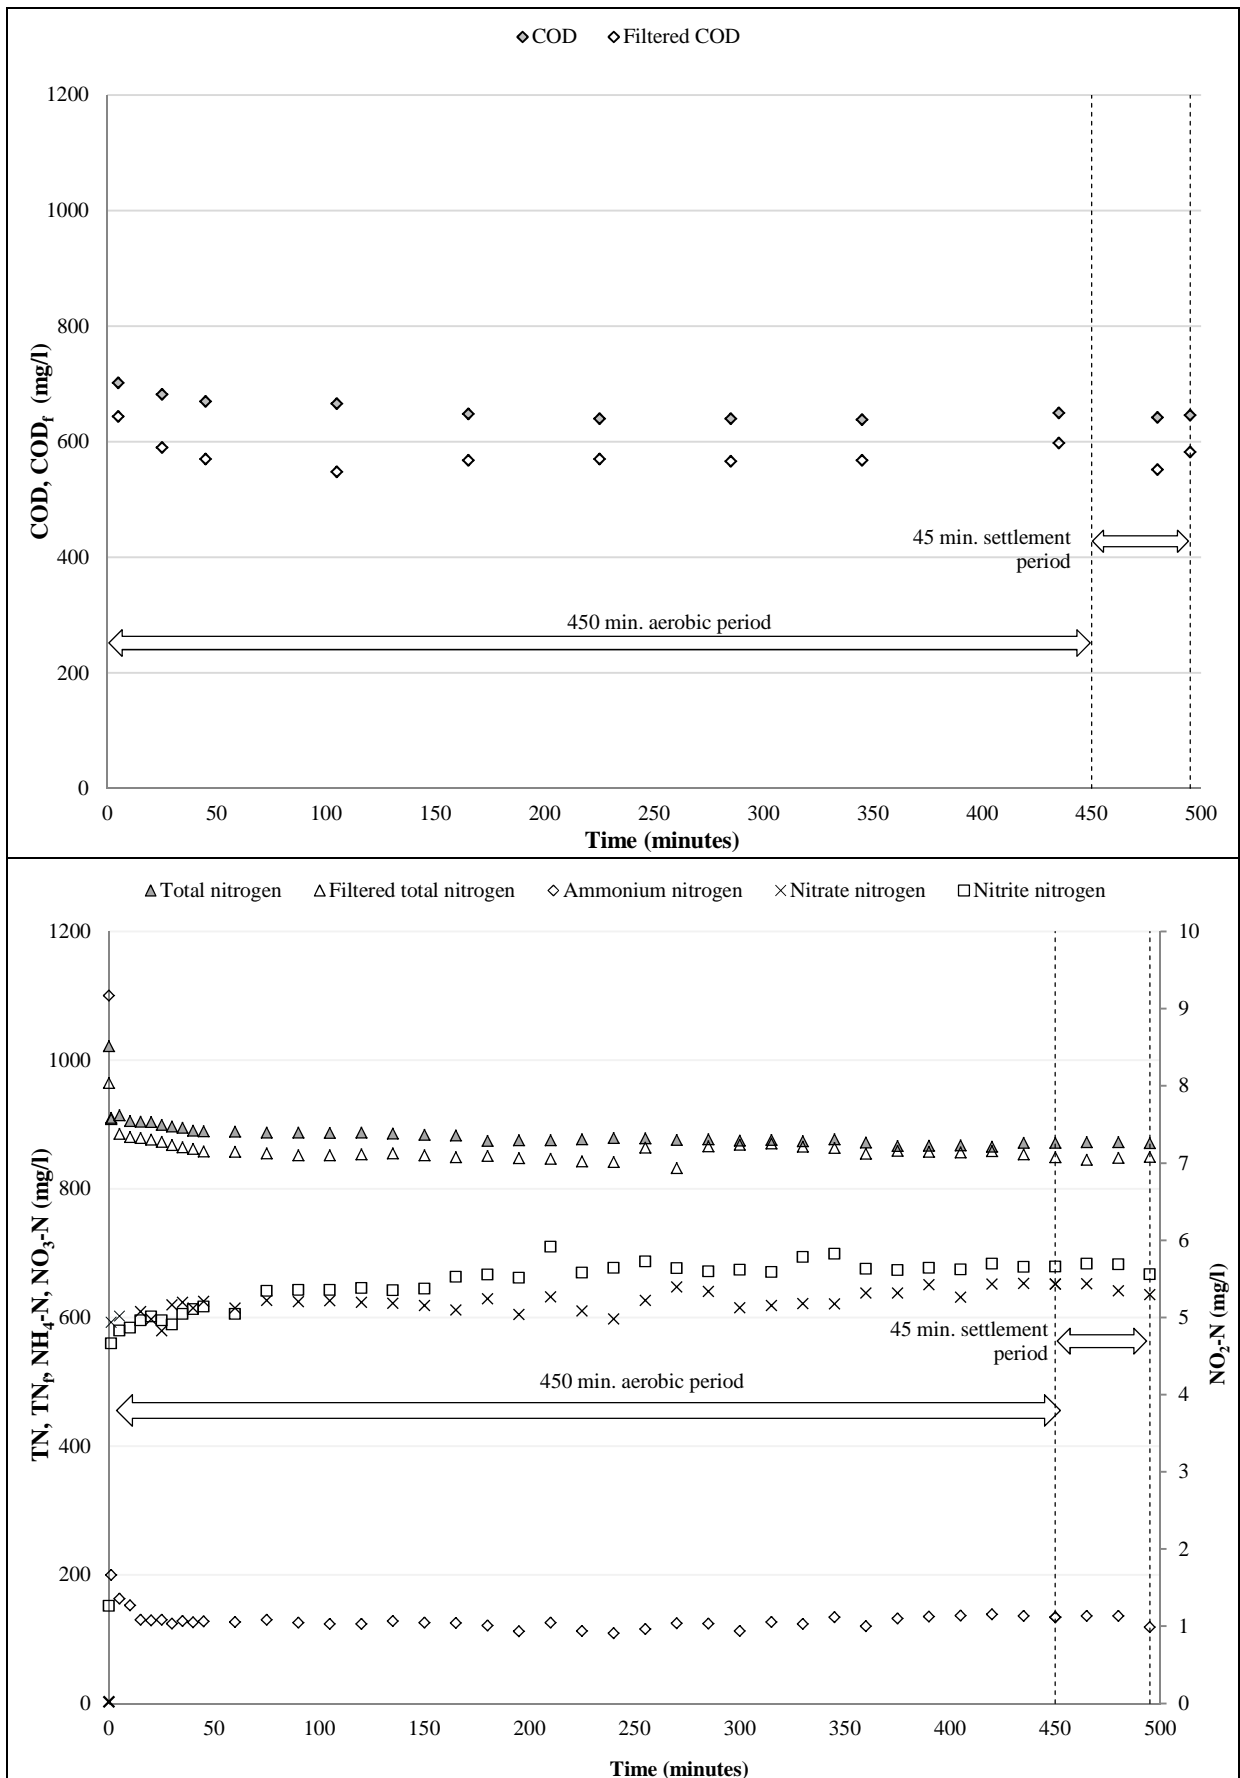 COD Filtered COD
1200
1000
800
600
400
200
0
COD, COD_f (mg/l)
45 min. settlement
period
450 min. aerobic period
0 50 100 150 200 250 300 350 400 450 500
Time (minutes)
Total nitrogen Filtered total nitrogen Ammonium nitrogen Nitrate nitrogen Nitrite nitrogen
1200
1000
800
600
400
200
0
TN, TN_f, NH_4-N, NO_3-N (mg/l)
10
9
8
7
6
5
4
3
2
1
0
NO_2-N (mg/l)
45 min. settlement
period
450 min. aerobic period
0 50 100 150 200 250 300 350 400 450 500
Time (minutes)